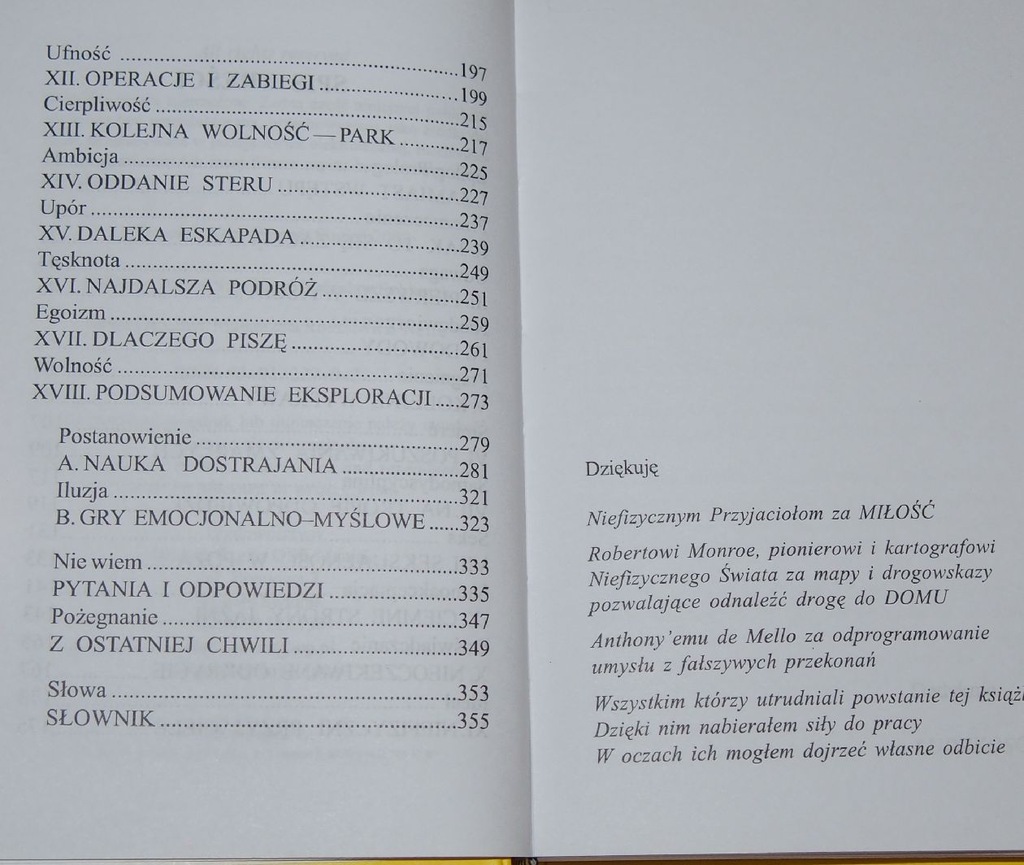 Ufność ........ 197
XII. OPERACJE I ZABIEGI ........ 199
Cierpliwość ........ 215
XIII. KOLEJNA WOLNOŚĆ — PARK ........ 217
Ambicja ........ 225
XIV. ODDANIE STERU ........ 227
Upór ........ 237
XV. DALEKA ESKAPADA ........ 239
Tęsknota ........ 249
XVI. NAJDALSZA PODRÓŻ ........ 251
Egoizm ........ 259
XVII. DLACZEGO PISZĘ ........ 261
Wolność ........ 271
XVIII. PODSUMOWANIE EKSPLORACJI ..... 273
Postanowienie ........ 279
A. NAUKA DOSTRAJANIA ........ 281
Iluzja ........ 321
B. GRY EMOCJONALNO–MYŚLOWE ...... 323
Nie wiem ........ 333
PYTANIA I ODPOWIEDZI ........ 335
Pożegnanie ........ 347
Z OSTATNIEJ CHWILI ........ 349
Słowa ........ 353
SŁOWNIK ........ 355
Dziękuję
Niefizycznym Przyjaciołom za MIŁOŚĆ
Robertowi Monroe, pionierowi i kartografowi
Niefizycznego Świata za mapy i drogowskazy
pozwalające odnaleźć drogę do DOMU
Anthony'emu de Mello za odprogramowanie
umysłu z fałszywych przekonań
Wszystkim którzy utrudniali powstanie tej
Dzięki nim nabierałem siły do pracy
W oczach ich mogłem dojrzeć własne odbicie